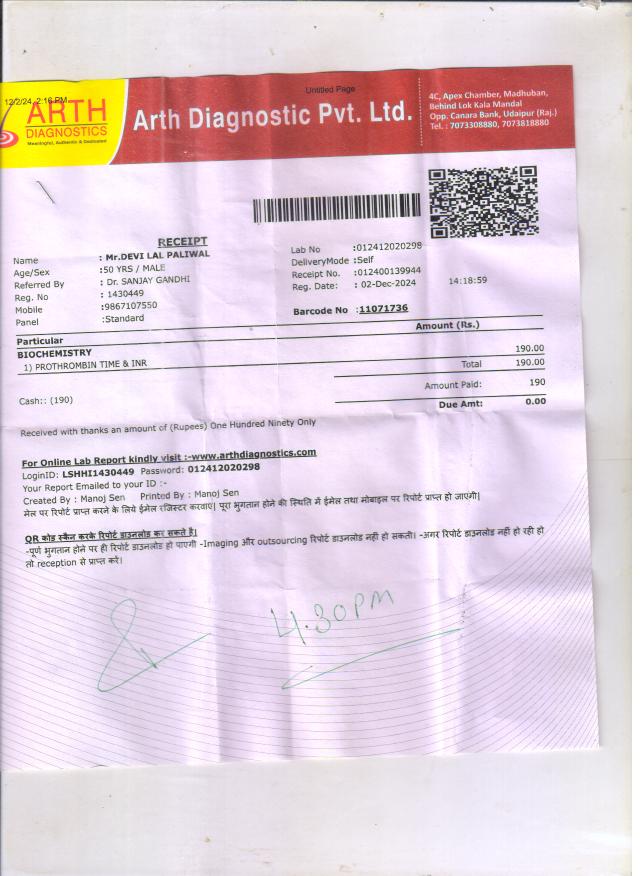 12/2/24, 2:16 PM
Untitled Page
ARTH
DIAGNOSTICS
Meaningful, Authentic & Dedicated
Arth Diagnostic Pvt. Ltd.
4C, Apex Chamber, Madhuban,
Behind Lok Kala Mandal
Opp. Canara Bank, Udaipur (Raj.)
Tel. : 7073308880, 7073818880
RECEIPT
Name : Mr.DEVI LAL PALIWAL
Age/Sex :50 YRS / MALE
Referred By : Dr. SANJAY GANDHI
Reg. No : 1430449
Mobile :9867107550
Panel :Standard
Lab No :012412020298
DeliveryMode :Self
Receipt No. :012400139944
Reg. Date: : 02-Dec-2024 14:18:59
Barcode No :11071736
Particular Amount (Rs.)
BIOCHEMISTRY
1) PROTHROMBIN TIME & INR 190.00
Total 190.00
Cash:: (190) Amount Paid: 190
Due Amt: 0.00
Received with thanks an amount of (Rupees) One Hundred Ninety Only
For Online Lab Report kindly visit :-www.arthdiagnostics.com
LoginID: LSHHI1430449 Password: 012412020298
Your Report Emailed to your ID :-
Created By : Manoj Sen Printed By : Manoj Sen
मेल पर रिपोर्ट प्राप्त करने के लिये ईमेल रजिस्टर करवाए| पूरा भुगतान होने की स्थिति में ईमेल तथा मोबाइल पर रिपोर्ट प्राप्त हो जाएगी|
QR कोड स्कैन करके रिपोर्ट डाउनलोड कर सकते है|
-पूर्ण भुगतान होने पर ही रिपोर्ट डाउनलोड हो पाएगी -Imaging और outsourcing रिपोर्ट डाउनलोड नही हो सकती। -अगर रिपोर्ट डाउनलोड नहीं हो रही हो
तो reception से प्राप्त करें।
4.30PM